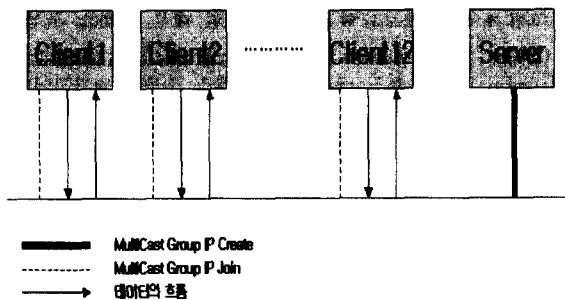 Client1 Client2 ············ Client12 Server
MultiCast Group IP Create
MultiCast Group IP Join
데이터의 흐름